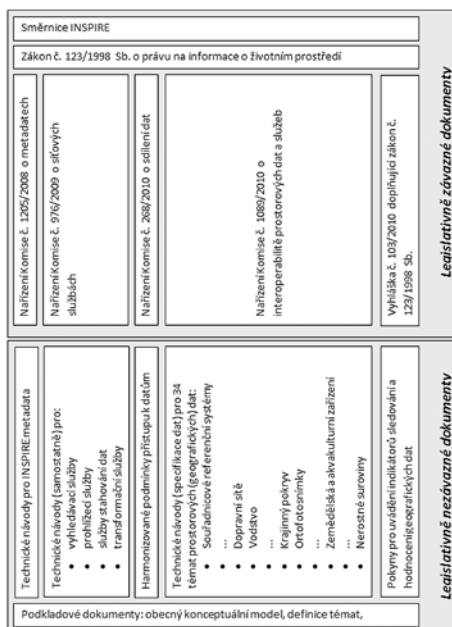 Směrnice INSPIRE
Zákon č. 123/1998 Sb. o právu na informace o životním prostředí
Nařízení Komise č. 1205/2008 o metadatech
Nařízení Komise č. 976/2009 o síťových
službách
Nařízení Komise č. 268/2010 o sdílení dat
Nařízení Komise č. 1089/2010 o
interoperabilitě prostorových dat a služeb
Vyhláška č. 103/2010 doplňující zákon č.
123/1998 Sb.
Legislativně závazné dokumenty
Technické návody pro INSPIRE metadata
Technické návody (samostatně) pro:
• vyhledávací služby
• prohlížecí služby
• služby stahování dat
• transformační služby
Harmonizované podmínky přístupu k datům
Technické návody (specifikace dat) pro 34
témat prostorových (geografických) dat:
• Souřadnicové referenční systémy
• ...
• Dopravní sítě
• Vodstvo
• ...
• Krajinný pokryv
• Ortofotosnímky
• ...
• Zemědělská a akvakulturní zařízení
• ...
• Nerostné suroviny
Pokyny pro uvádění indikátorů sledování a
hodnocení geografických dat
Podkladové dokumenty: obecný konceptuální model, definice témat,
Legislativně nezávazné dokumenty